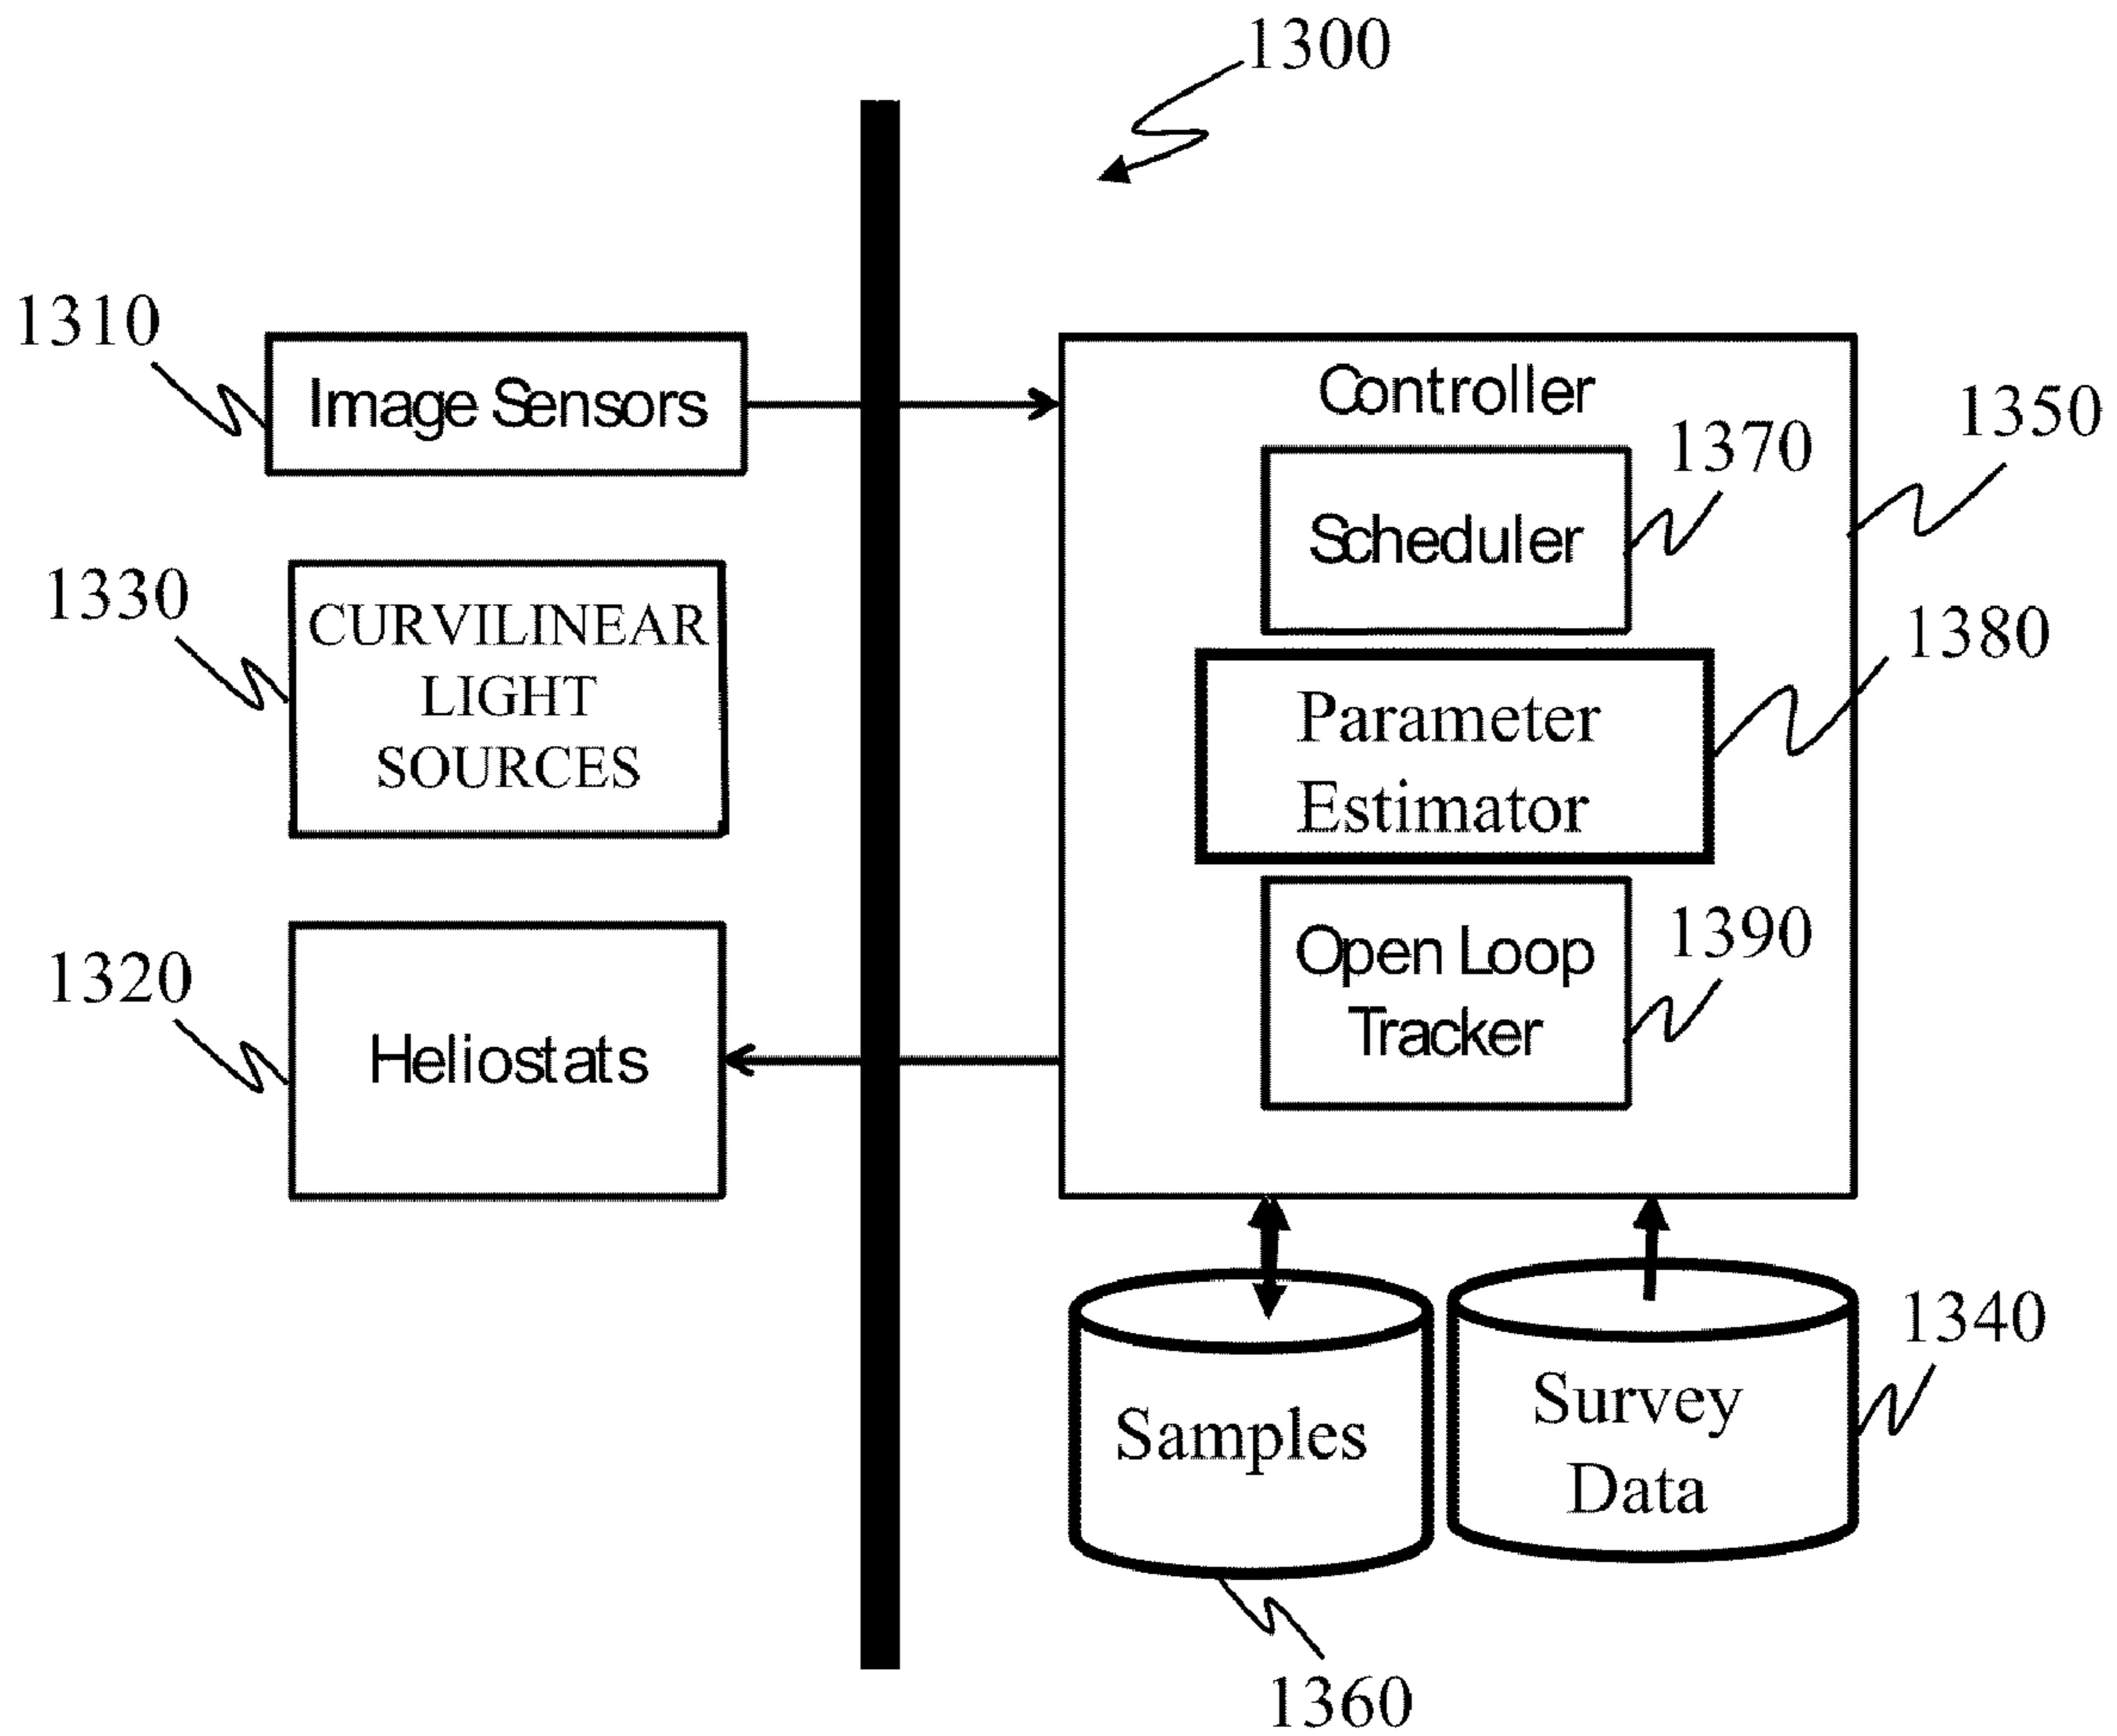 1300
1310
Image Sensors
Controller
1350
1370
Scheduler
1330
CURVILINEAR
LIGHT
SOURCES
1380
Parameter
Estimator
1320
Heliostats
1390
Open Loop
Tracker
1340
Samples
Survey
Data
1360